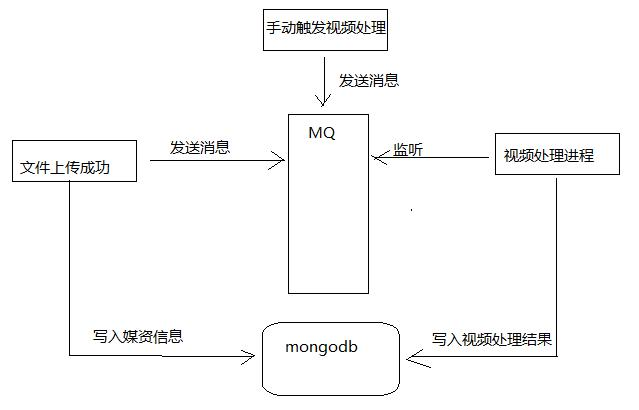 手动触发视频处理
发送消息
MQ
发送消息
监听
文件上传成功
视频处理进程
写入媒资信息
mongodb
写入视频处理结果